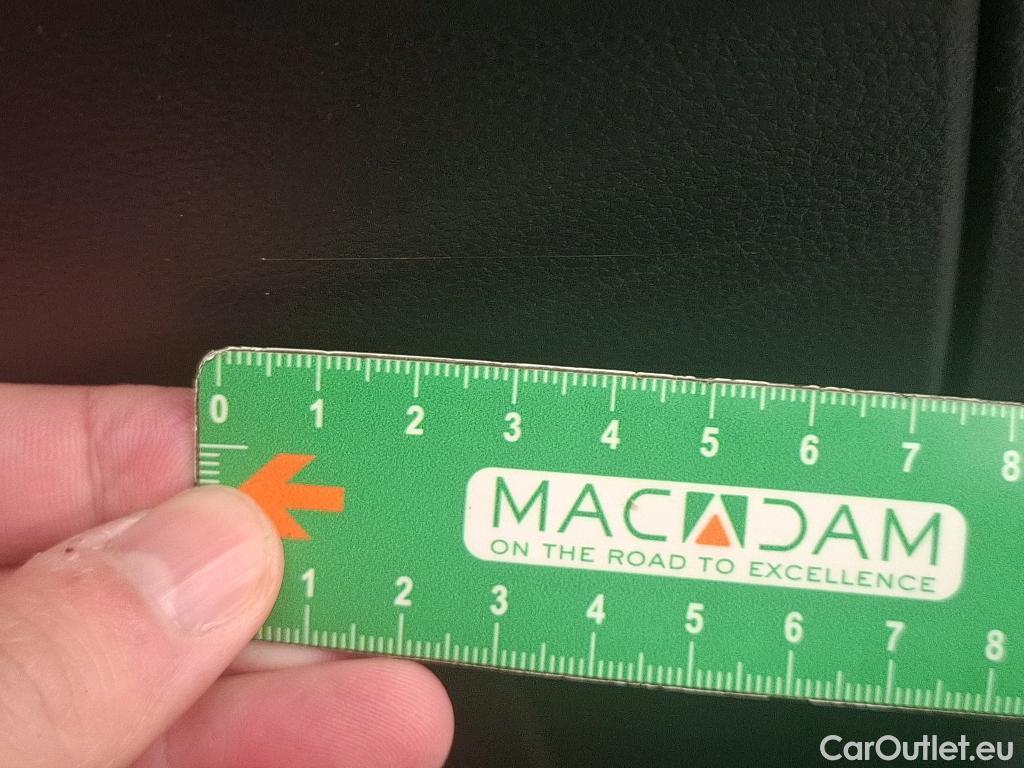 0 1 2 3 4 5 6 7 8
MACADAM
ON THE ROAD TO EXCELLENCE
1 2 3 4 5 6 7 8
CarOutlet.eu